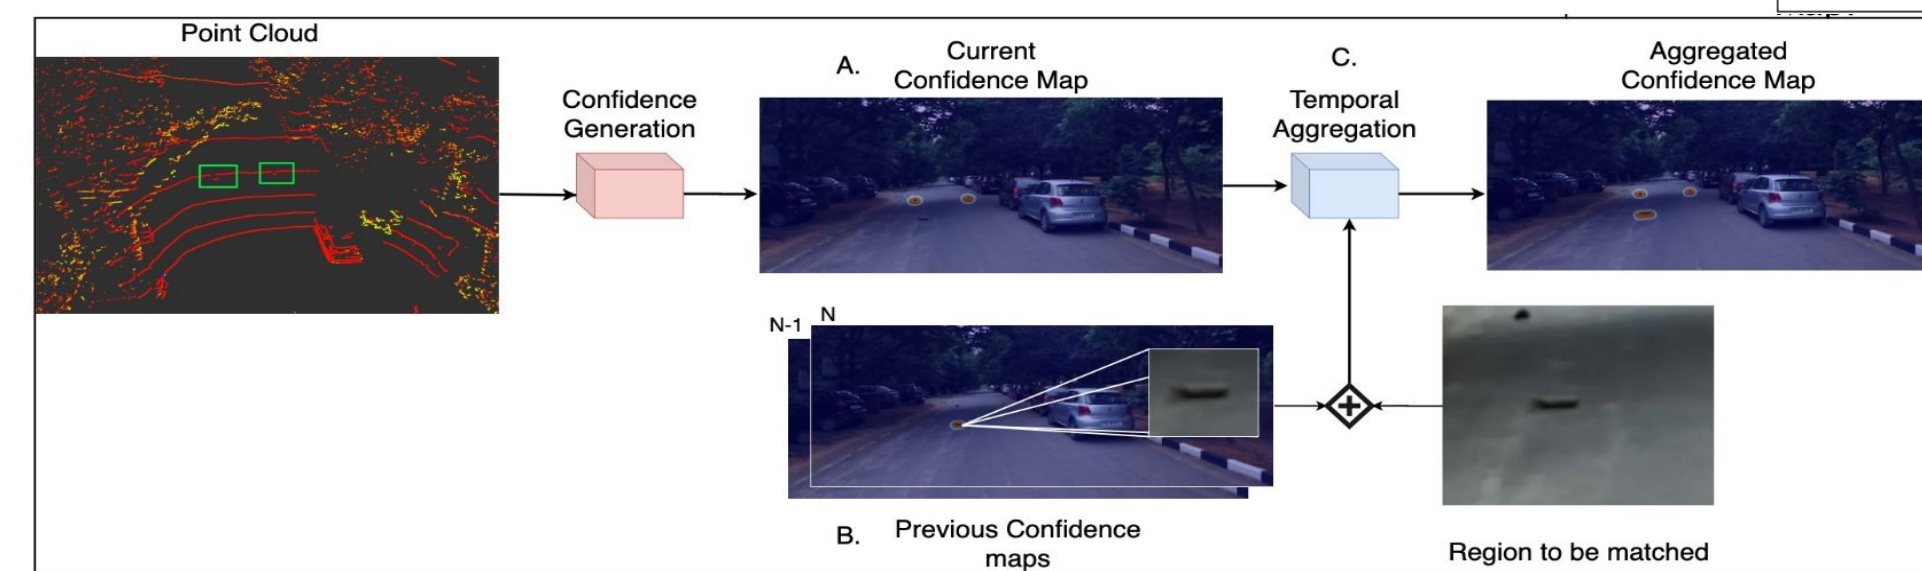 Point Cloud
Confidence
Generation
A.
Current
Confidence Map
C.
Temporal
Aggregation
Aggregated
Confidence Map
N-1
N
B.
Previous Confidence
maps
Region to be matched